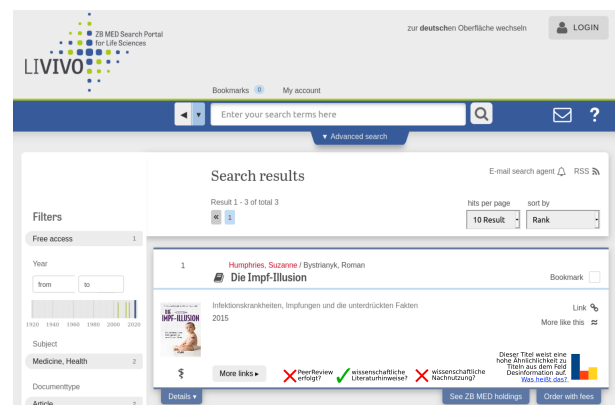 ZB MED Search Portal
for Life Sciences
LIVIVO
zur deutschen Oberfläche wechseln
LOGIN
Bookmarks 0 My account
Enter your search terms here
?
▾ Advanced search
Search results
E-mail search agent RSS
Result 1 - 3 of total 3
« 1
hits per page sort by
10 Result Rank
Filters
Free access 1
Year
from to
1920 1940 1960 1980 2000 2020
Subject
Medicine, Health 2
Documenttype
Article 2
1 Humphries, Suzanne / Bystrianyk, Roman
Die Impf-Illusion
Bookmark
DIE
IMPF-ILLUSION
Infektionskrankheiten, Impfungen und die unterdrückten Fakten
2015
Link
More like this ≈
More links ▸
PeerReview
erfolgt?
wissenschaftliche
Literaturhinweise?
wissenschaftliche
Nachnutzung?
Dieser Titel weist eine
hohe Ähnlichkeit zu
Titeln aus dem Feld
Desinformation auf.
Was heißt das?
Details ▾
See ZB MED holdings
Order with fees